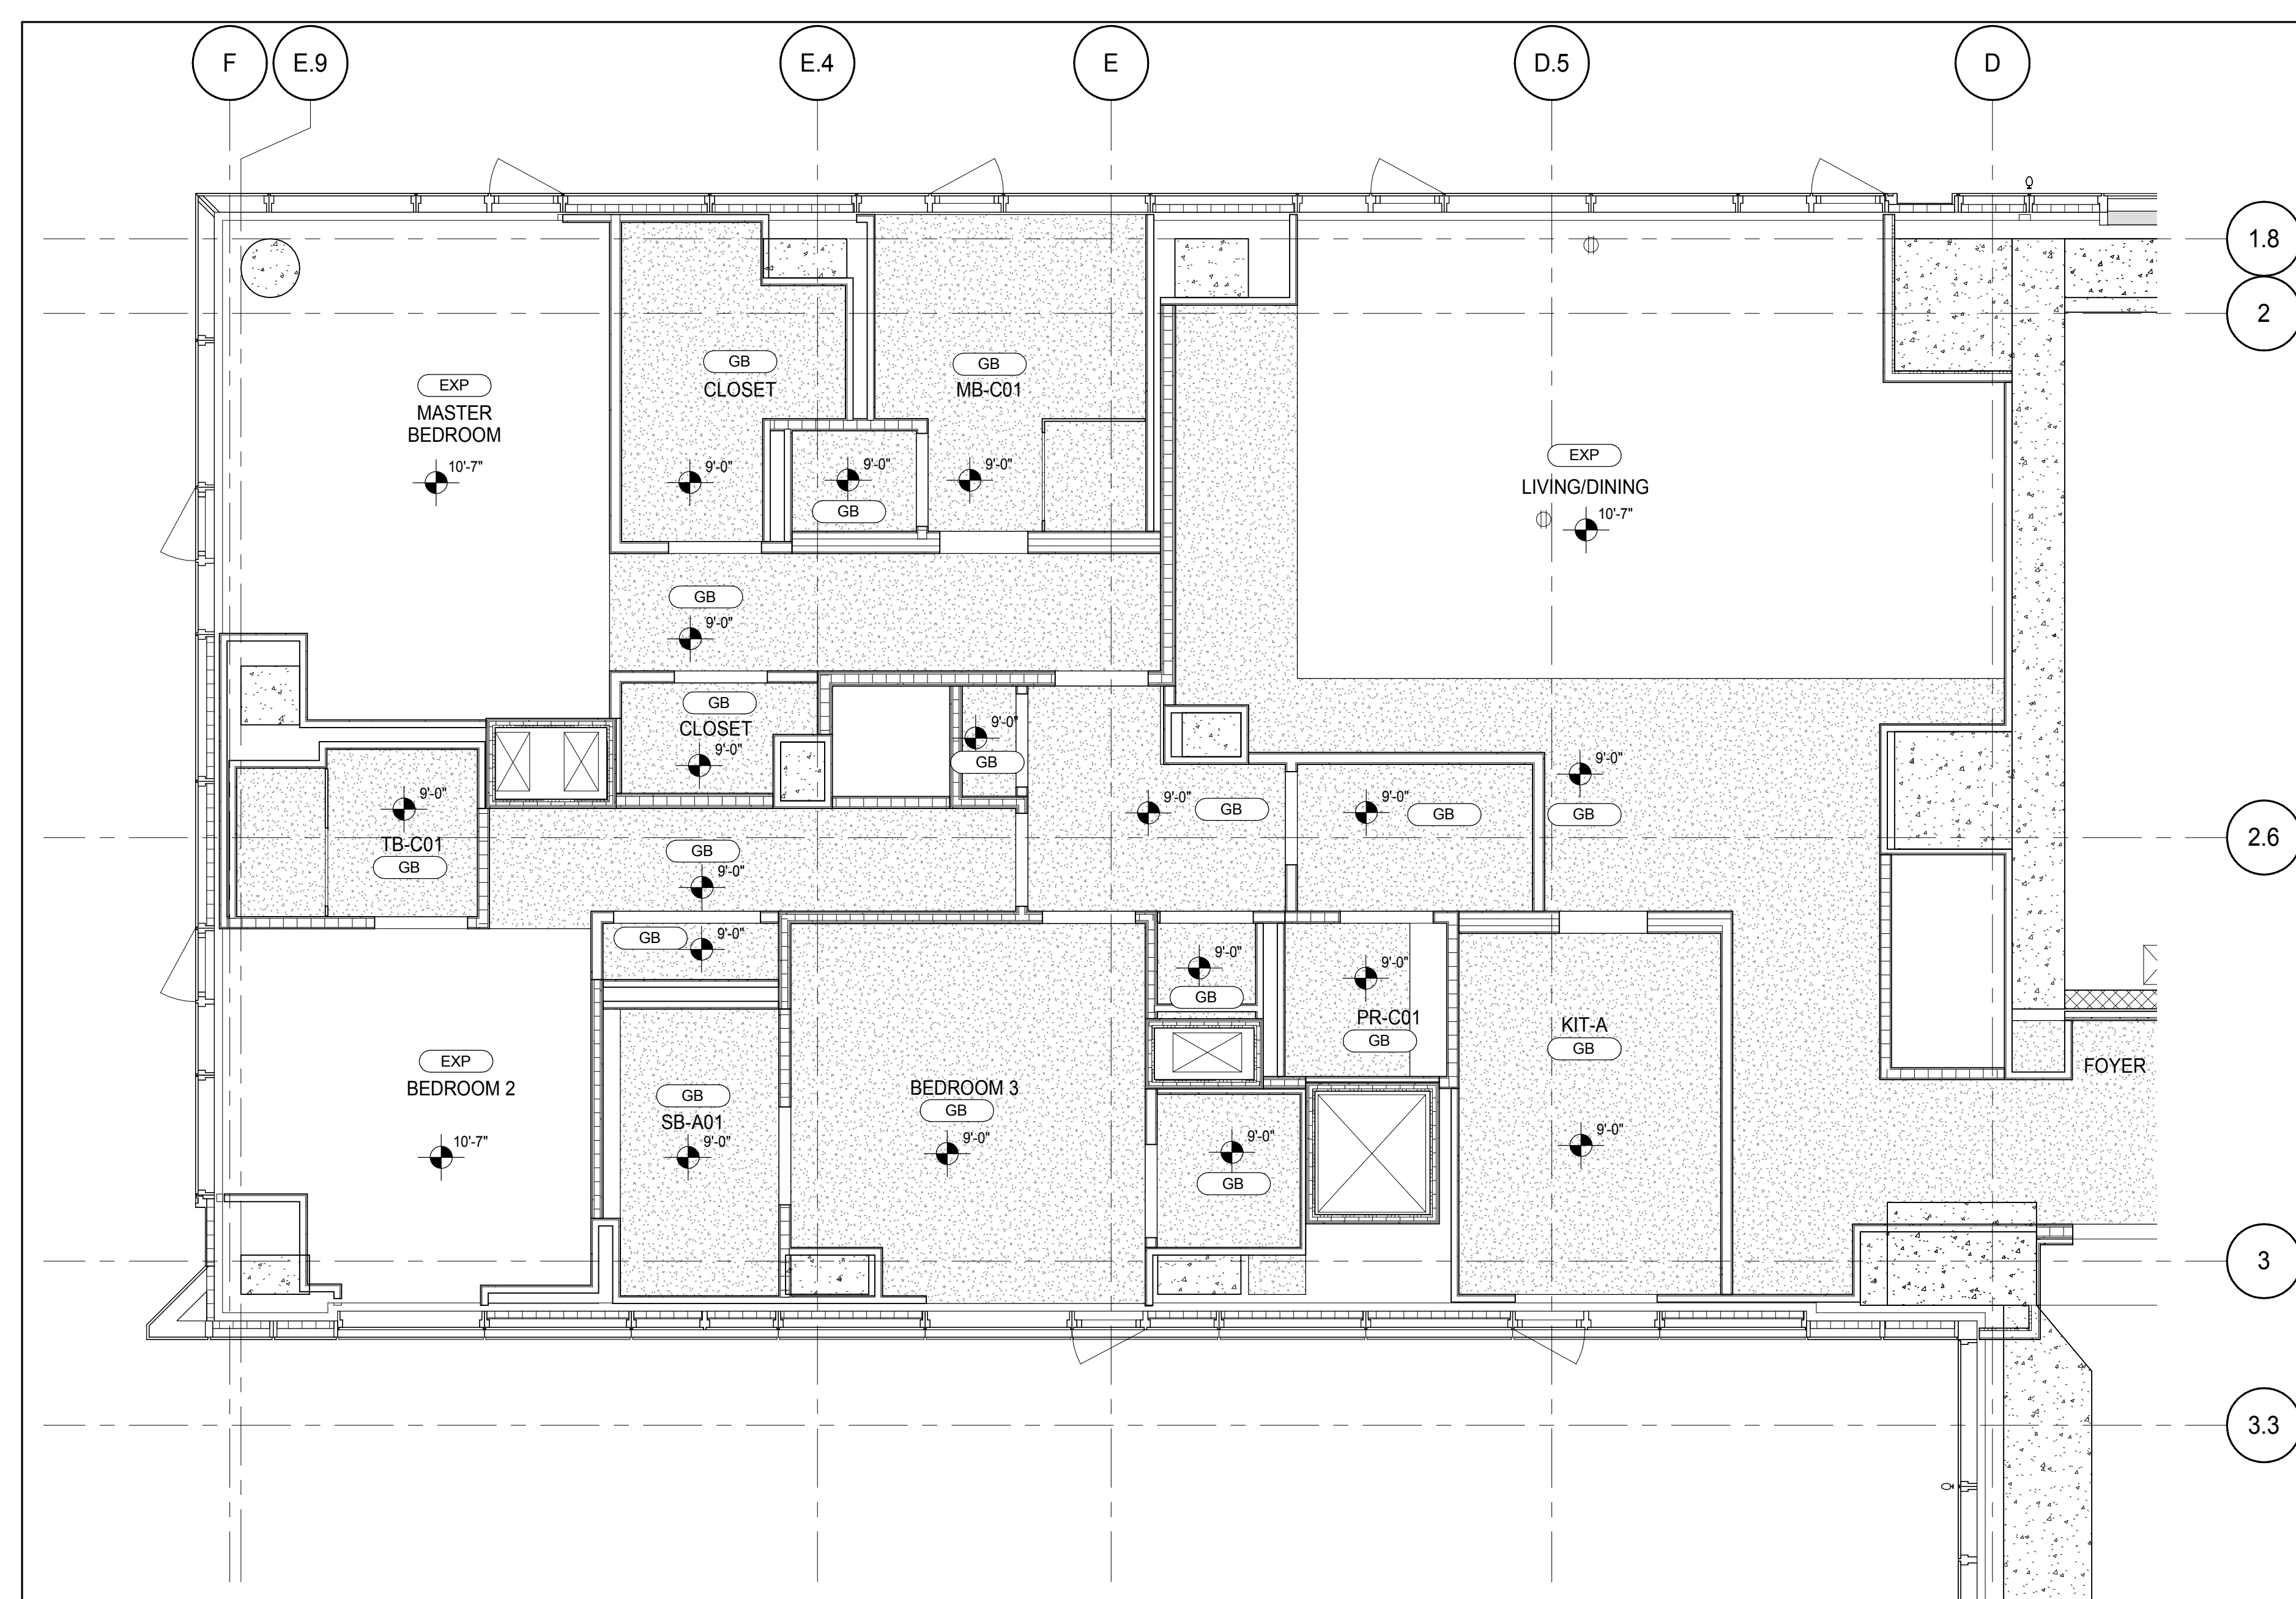 F
E.9
E.4
E
D.5
D
1.8
2
2.6
3
3.3
EXP
MASTER
BEDROOM
10'-7"
GB
CLOSET
9'-0"
GB
MB-C01
9'-0"
9'-0"
GB
EXP
LIVING/DINING
10'-7"
GB
9'-0"
GB
CLOSET
9'-0"
9'-0"
GB
9'-0"
TB-C01
GB
9'-0"
GB
9'-0"
GB
9'-0"
GB
GB
9'-0"
GB
9'-0"
9'-0"
GB
9'-0"
PR-C01
GB
KIT-A
GB
9'-0"
FOYER
EXP
BEDROOM 2
10'-7"
GB
SB-A01
9'-0"
BEDROOM 3
GB
9'-0"
9'-0"
GB